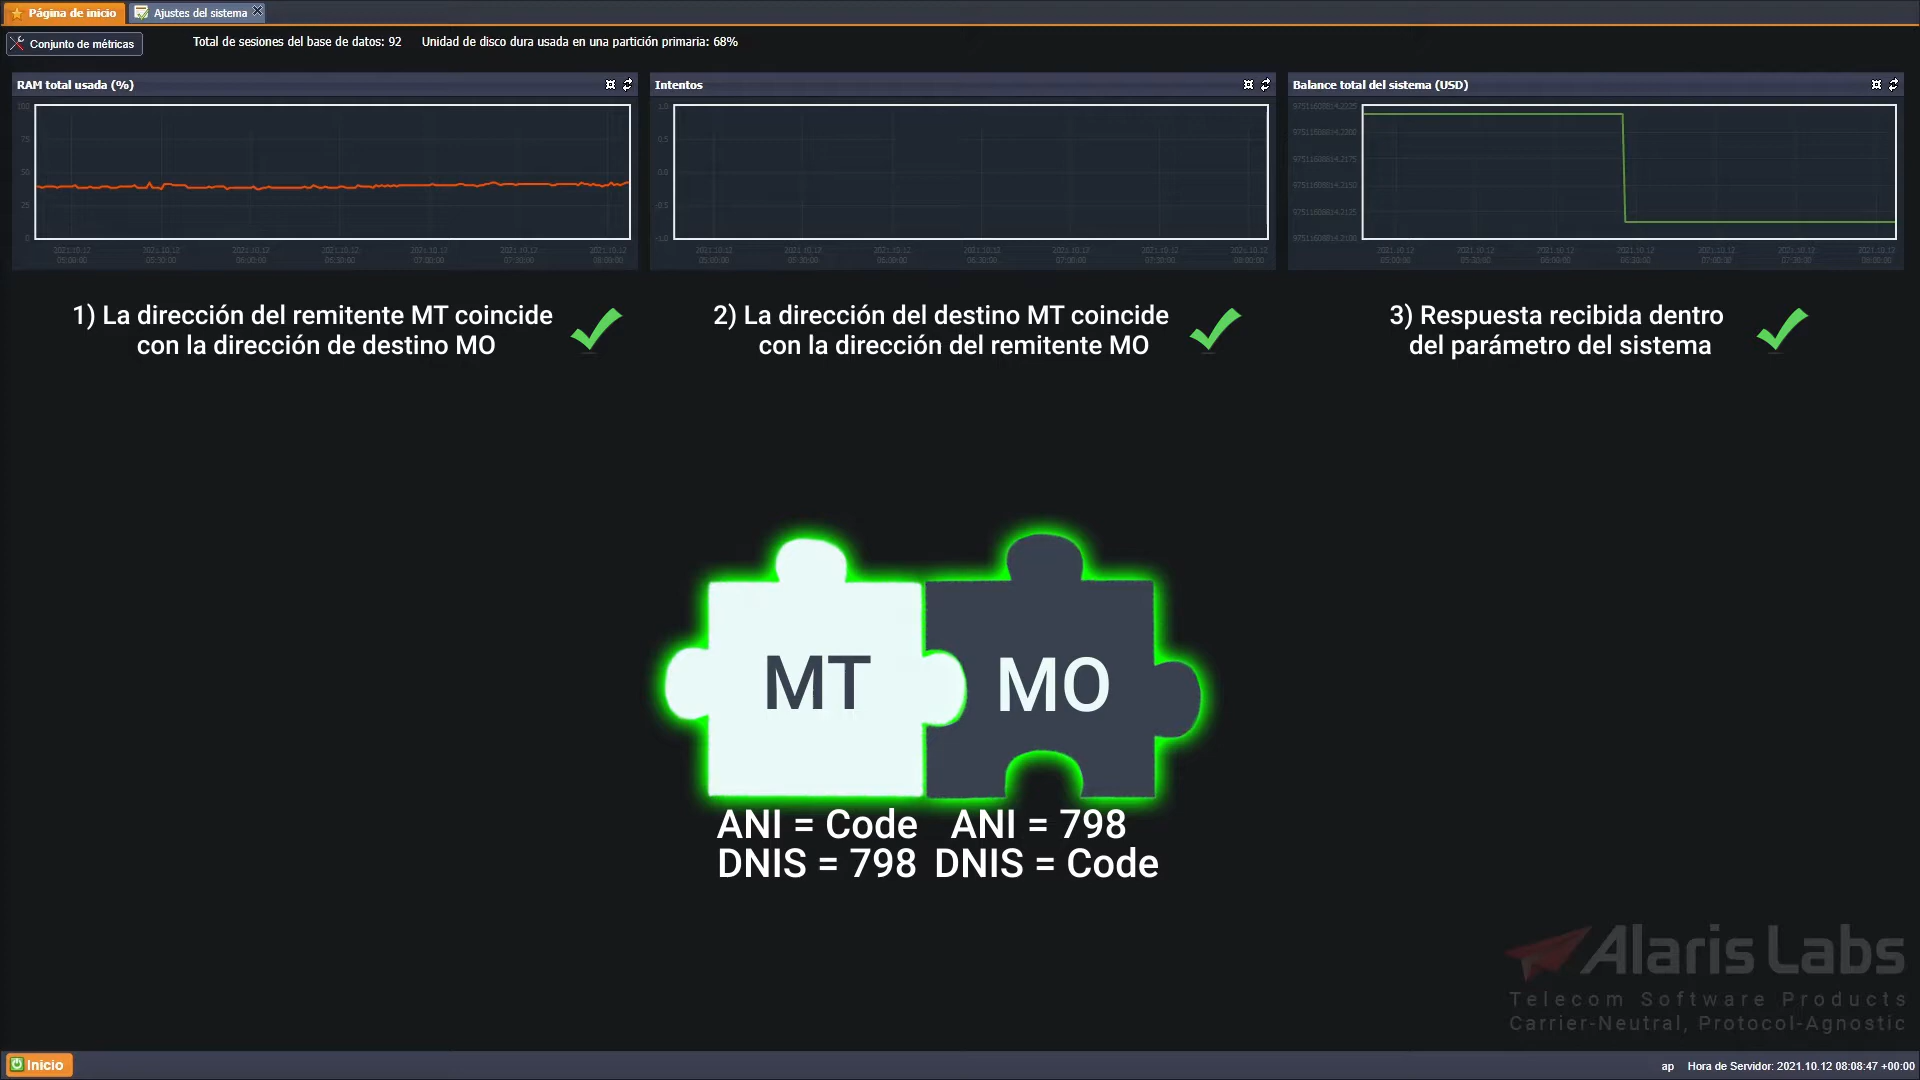 Página de inicio
Ajustes del sistema
Conjunto de métricas
Total de sesiones del base de datos: 92
Unidad de disco dura usada en una partición primaria: 68%
RAM total usada (%)
Intentos
Balance total del sistema (USD)
1) La dirección del remitente MT coincide
con la dirección de destino MO
2) La dirección del destino MT coincide
con la dirección del remitente MO
3) Respuesta recibida dentro
del parámetro del sistema
MT
MO
ANI = Code
DNIS = 798
ANI = 798
DNIS = Code
Alaris Labs
Telecom Software Products
Carrier-Neutral, Protocol-Agnostic
Inicio
ap
Hora de Servidor: 2021.10.12 08:08:47 +00:00